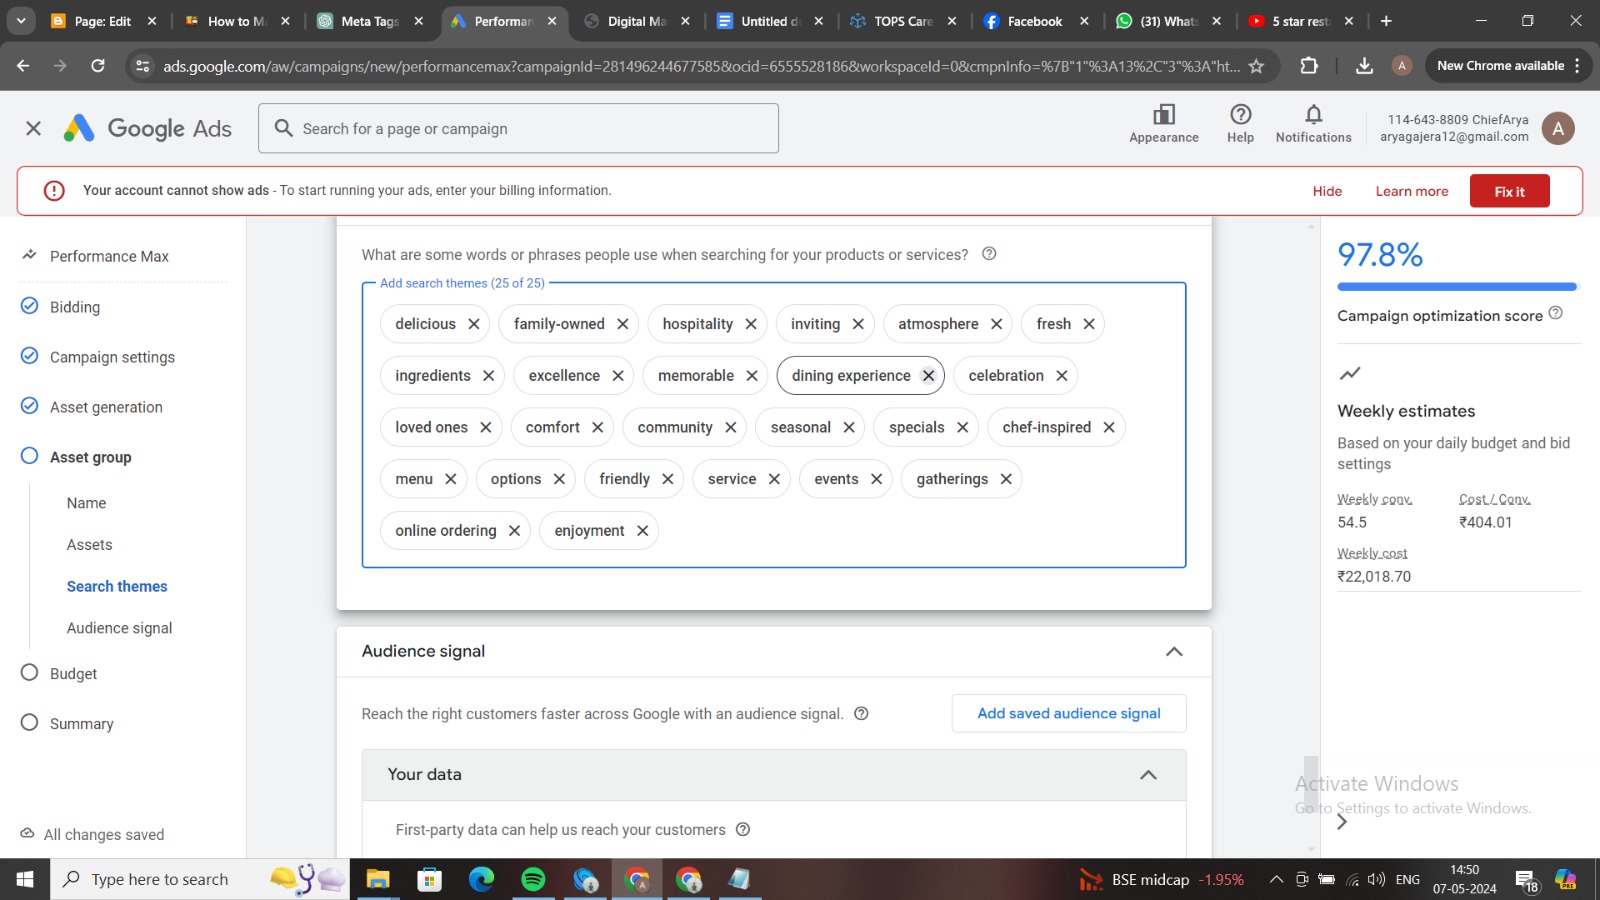 Page: Edit
How to M
Meta Tags
Performan
Digital Ma
Untitled d
TOPS Care
Facebook
(31) Whats
5 star rest
ads.google.com/aw/campaigns/new/performancemax?campaignId=28149624467758&ocid=6555528186&workspaceId=0&cmpnInfo=%7B"1"%3A13%2C"3"%3A"ht...
New Chrome available
Google Ads
Search for a page or campaign
Appearance
Help
Notifications
114-643-8809 ChiefArya
aryagajera12@gmail.com
A
Your account cannot show ads - To start running your ads, enter your billing information.
Hide
Learn more
Fix it
Performance Max
Bidding
Campaign settings
Asset generation
Asset group
Name
Assets
Search themes
Audience signal
Budget
Summary
All changes saved
What are some words or phrases people use when searching for your products or services?
Add search themes (25 of 25)
delicious family-owned hospitality inviting atmosphere fresh
ingredients excellence memorable dining experience celebration
loved ones comfort community seasonal specials chef-inspired
menu options friendly service events gatherings
online ordering enjoyment
Audience signal
Reach the right customers faster across Google with an audience signal.
Add saved audience signal
Your data
First-party data can help us reach your customers
97.8%
Campaign optimization score
Weekly estimates
Based on your daily budget and bid
settings
Weekly conv. Cost / Conv.
54.5 ₹404.01
Weekly cost
₹22,018.70
Activate Windows
Go to Settings to activate Windows.
Type here to search
BSE midcap -1.95%
ENG
14:50
07-05-2024
18